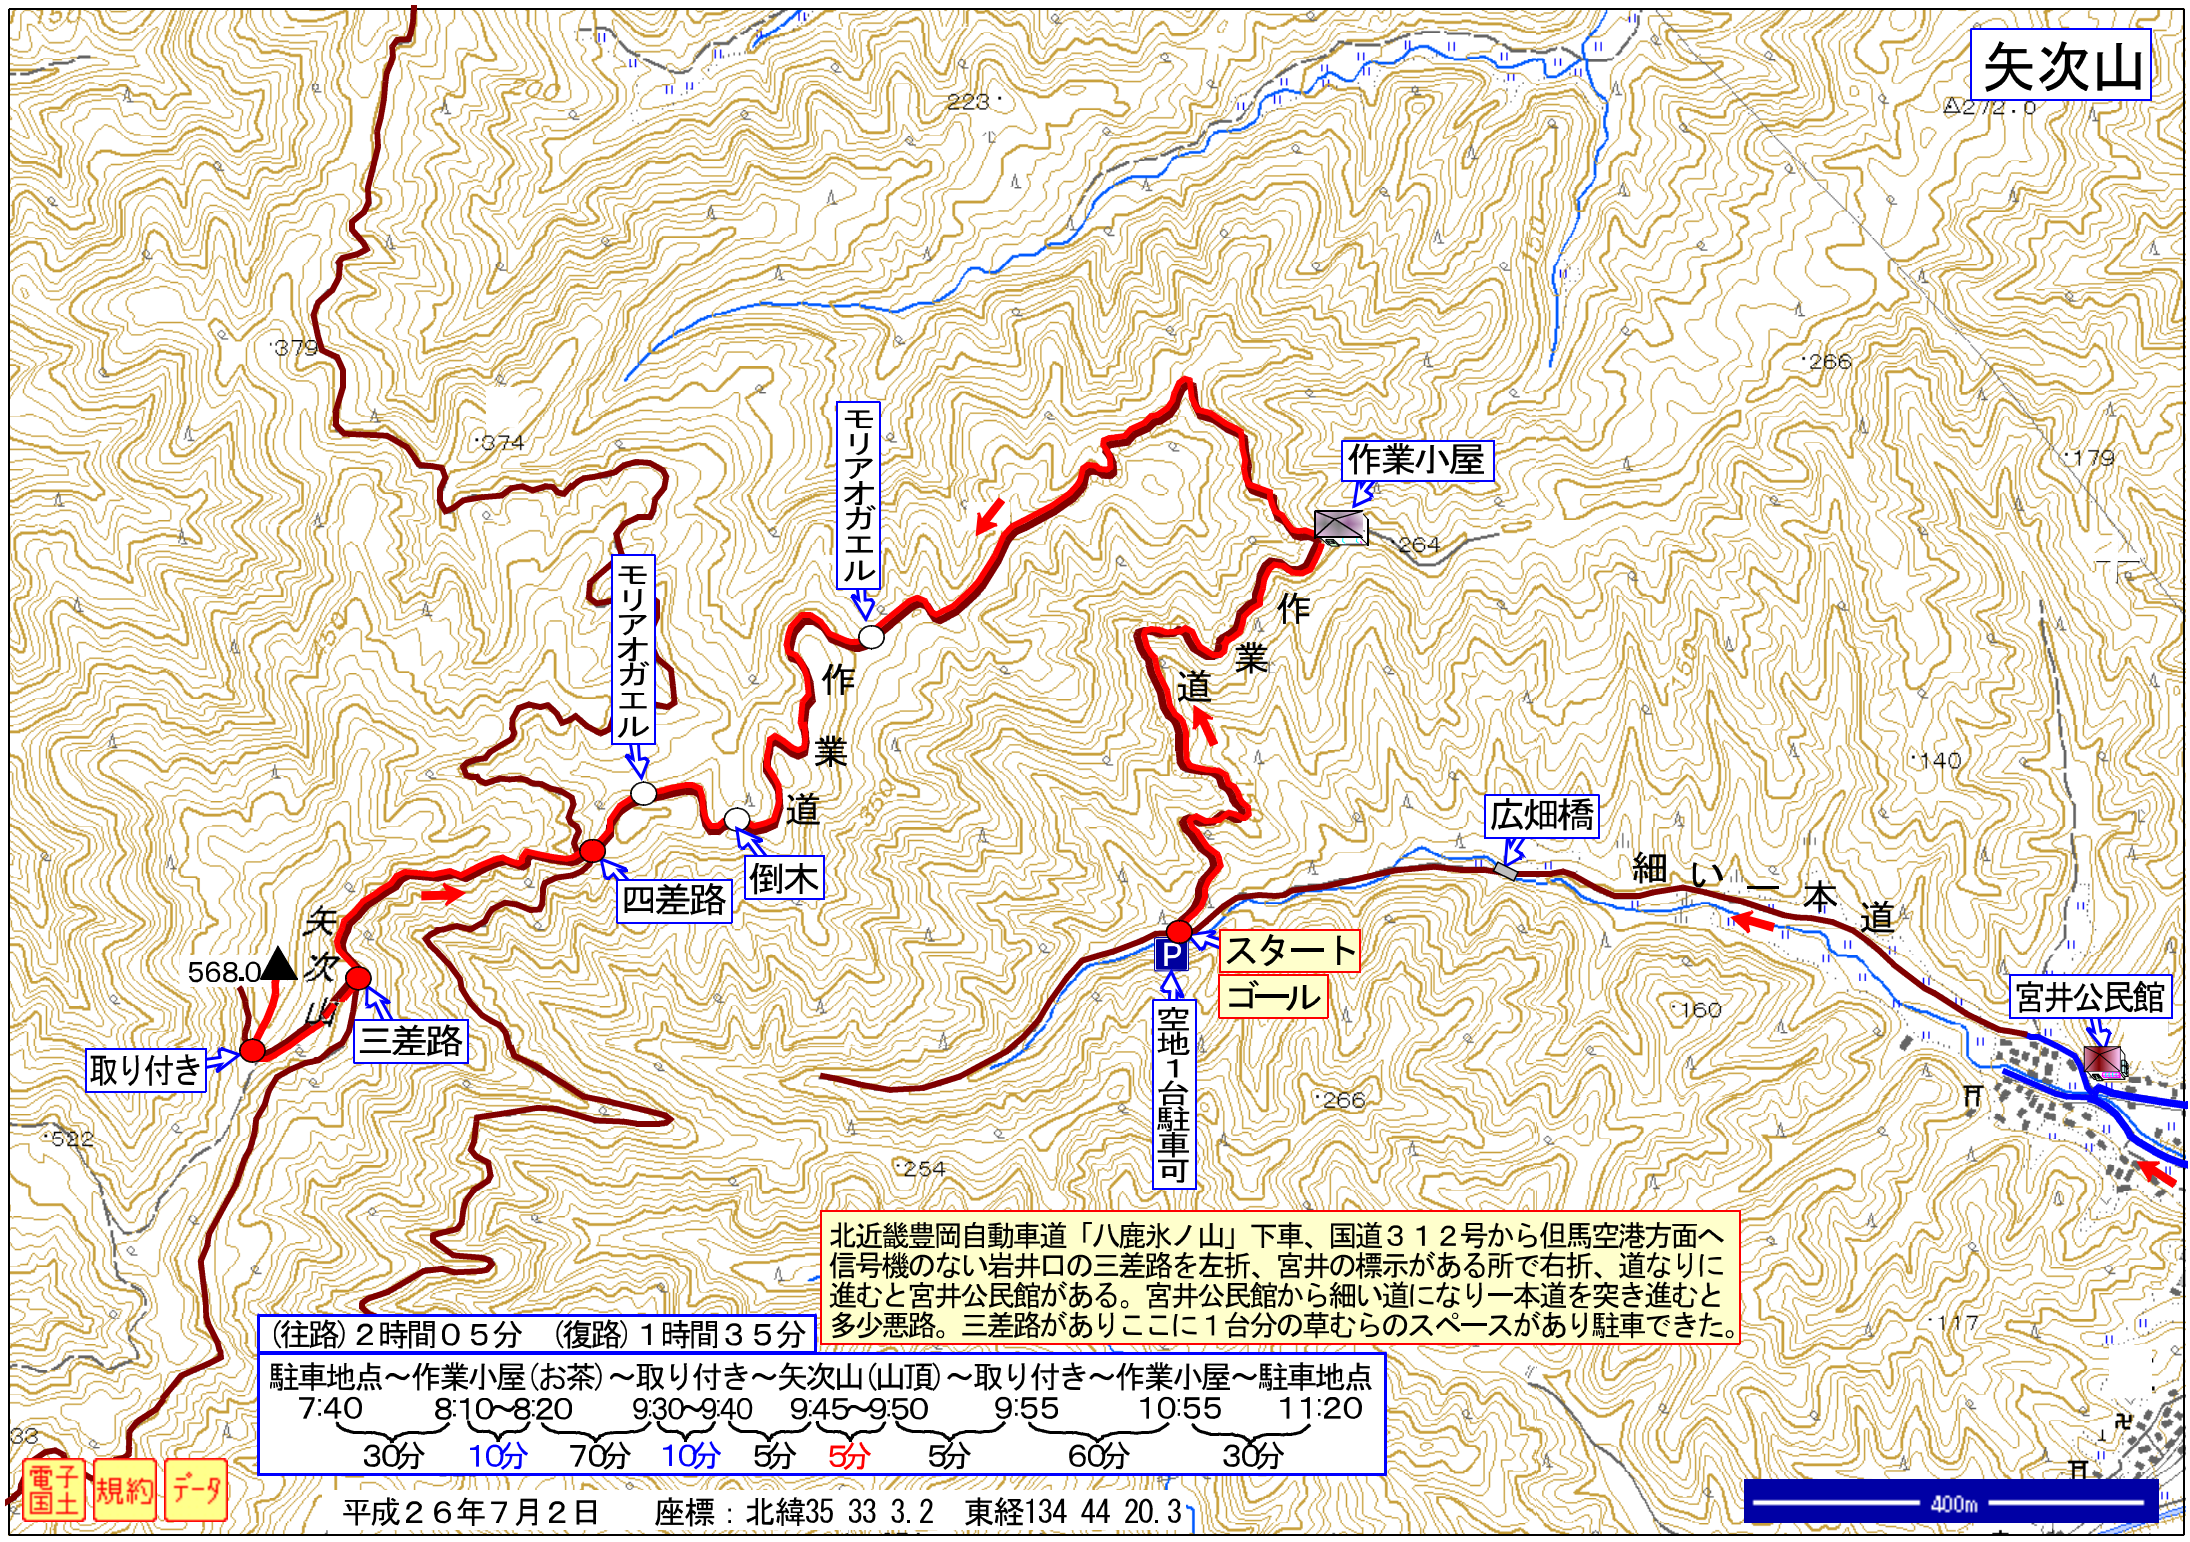 矢次山
△272.0
223
379
374
266
179
264
140
160
266
254
522
117
33
200
150
150
450
350
150
モリアオガエル
作業小屋
モリアオガエル
作業道
作業道
広畑橋
細い一本道
倒木
四差路
スタート
ゴール
空地1台駐車可
P
宮井公民館
568.0
矢次山
三差路
取り付き
北近畿豊岡自動車道「八鹿氷ノ山」下車、国道312号から但馬空港方面へ
信号機のない岩井口の三差路を左折、宮井の標示がある所で右折、道なりに
進むと宮井公民館がある。宮井公民館から細い道になり一本道を突き進むと
多少悪路。三差路がありここに1台分の草むらのスペースがあり駐車できた。
(往路)2時間05分 (復路)1時間35分
駐車地点~作業小屋(お茶)~取り付き~矢次山(山頂)~取り付き~作業小屋~駐車地点
7:40 8:10~8:20 9:30~9:40 9:45~9:50 9:55 10:55 11:20
30分 10分 70分 10分 5分 5分 5分 60分 30分
電子国土
規約
データ
平成26年7月2日 座標:北緯35 33 3.2 東経134 44 20.3
400m